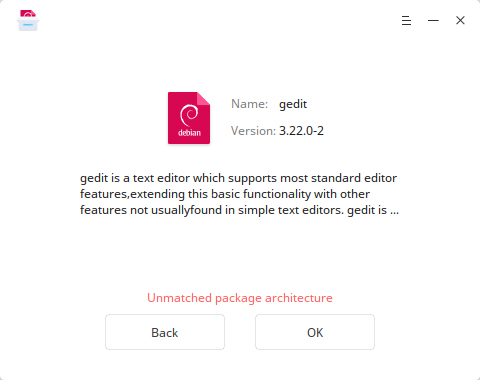 debian
Name: gedit
Version: 3.22.0-2
gedit is a text editor which supports most standard editor
features,extending this basic functionality with other
features not usuallyfound in simple text editors. gedit is ...
Unmatched package architecture
Back
OK